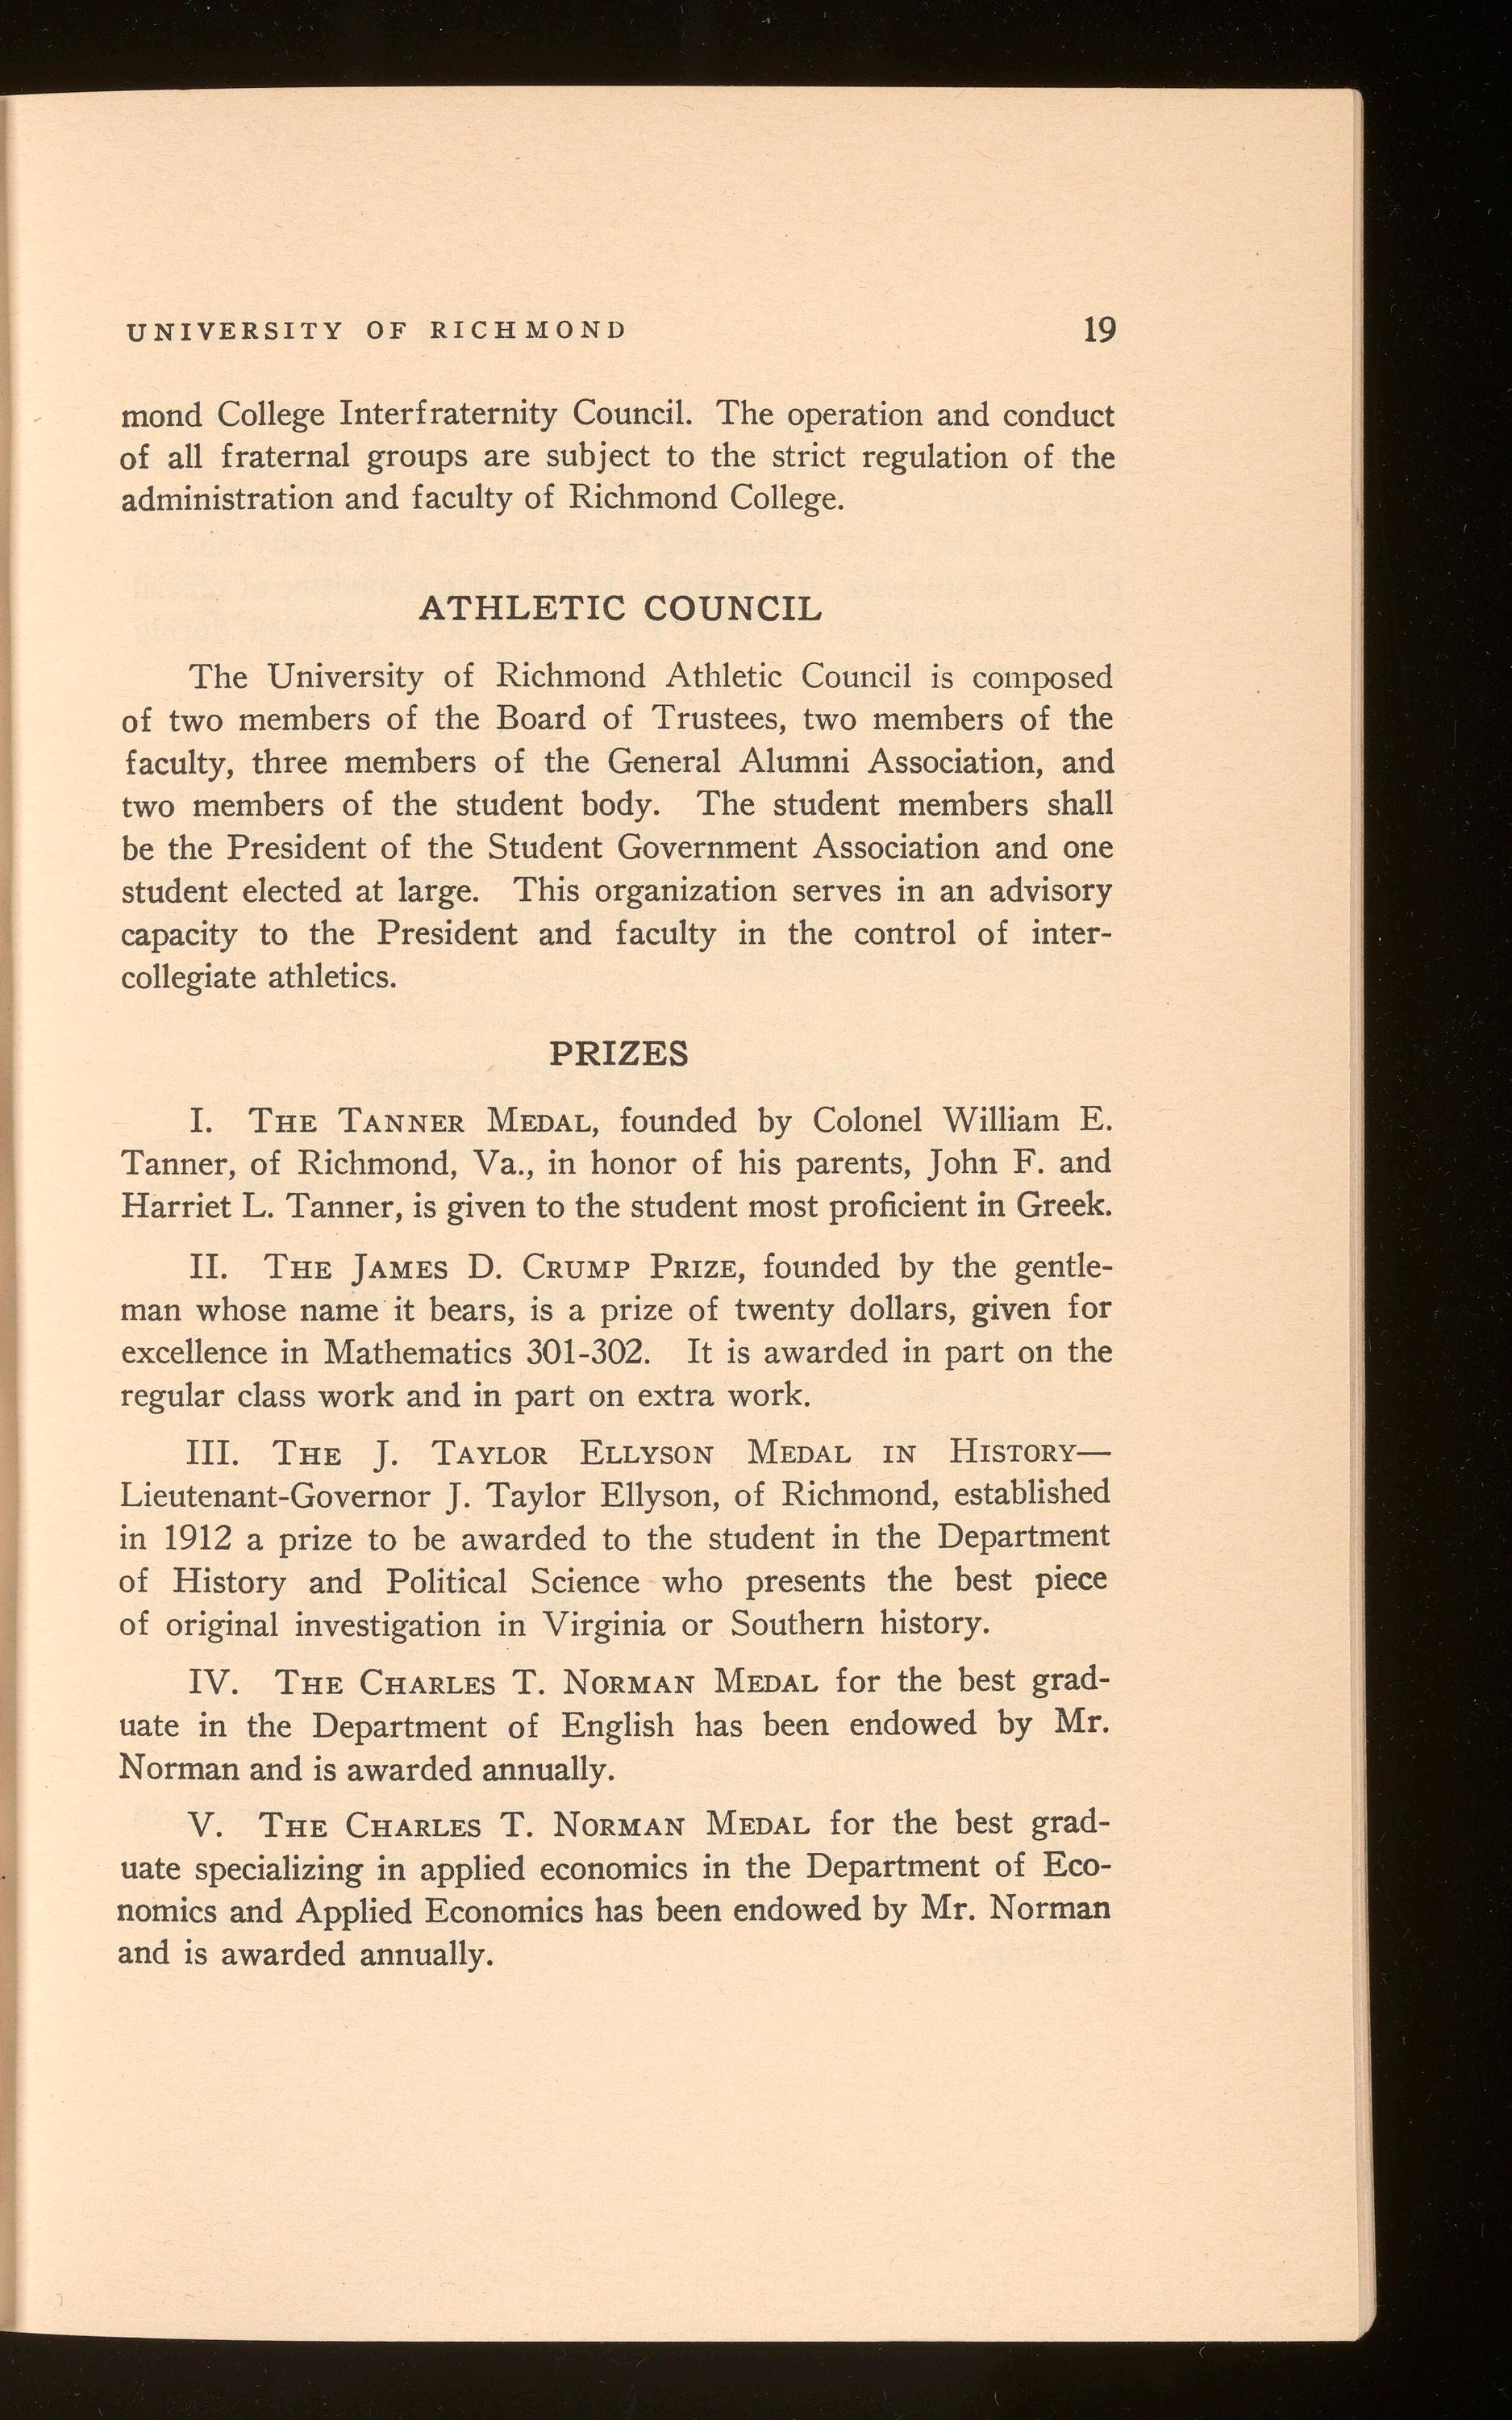 UNIVERSITY OF RICHMOND 19
mond College Interfraternity Council. The operation and conduct
of all fraternal groups are subject to the strict regulation of the
administration and faculty of Richmond College.
ATHLETIC COUNCIL
The University of Richmond Athletic Council is composed
of two members of the Board of Trustees, two members of the
faculty, three members of the General Alumni Association, and
two members of the student body. The student members shall
be the President of the Student Government Association and one
student elected at large. This organization serves in an advisory
capacity to the President and faculty in the control of inter-
collegiate athletics.
PRIZES
I. THE TANNER MEDAL, founded by Colonel William E.
Tanner, of Richmond, Va., in honor of his parents, John F. and
Harriet L. Tanner, is given to the student most proficient in Greek.
II. THE JAMES D. CRUMP PRIZE, founded by the gentle-
man whose name it bears, is a prize of twenty dollars, given for
excellence in Mathematics 301-302. It is awarded in part on the
regular class work and in part on extra work.
III. THE J. TAYLOR ELLYSON MEDAL IN HISTORY—
Lieutenant-Governor J. Taylor Ellyson, of Richmond, established
in 1912 a prize to be awarded to the student in the Department
of History and Political Science who presents the best piece
of original investigation in Virginia or Southern history.
IV. THE CHARLES T. NORMAN MEDAL for the best grad-
uate in the Department of English has been endowed by Mr.
Norman and is awarded annually.
V. THE CHARLES T. NORMAN MEDAL for the best grad-
uate specializing in applied economics in the Department of Eco-
nomics and Applied Economics has been endowed by Mr. Norman
and is awarded annually.